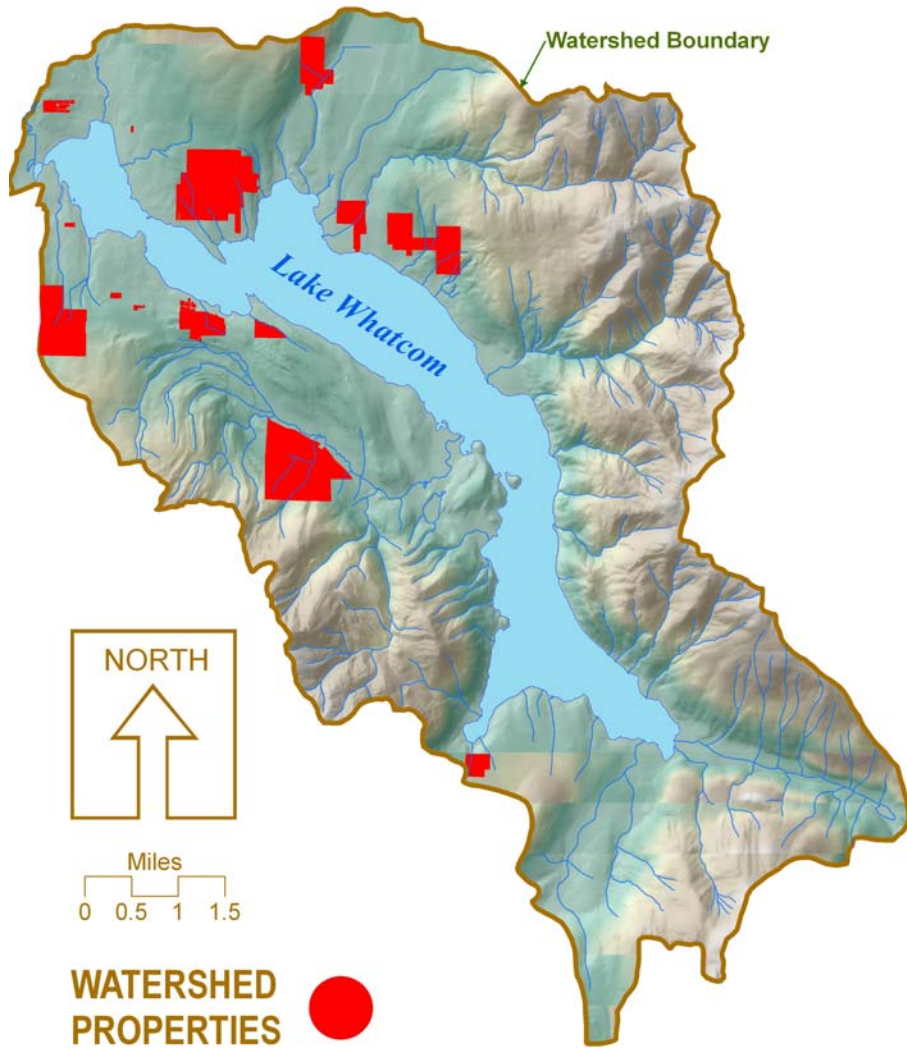 Watershed Boundary
Lake Whatcom
NORTH
Miles
0 0.5 1 1.5
WATERSHED
PROPERTIES